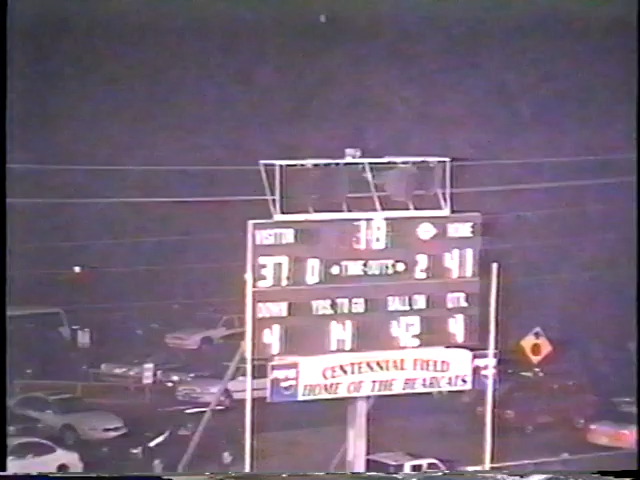 VISITOR 38 HOME
37 0 TIME-OUTS 2 41
DOWN YDS. TO GO BALL ON QTR.
4 14 42 4
CENTENNIAL FIELD
HOME OF THE BEARCATS